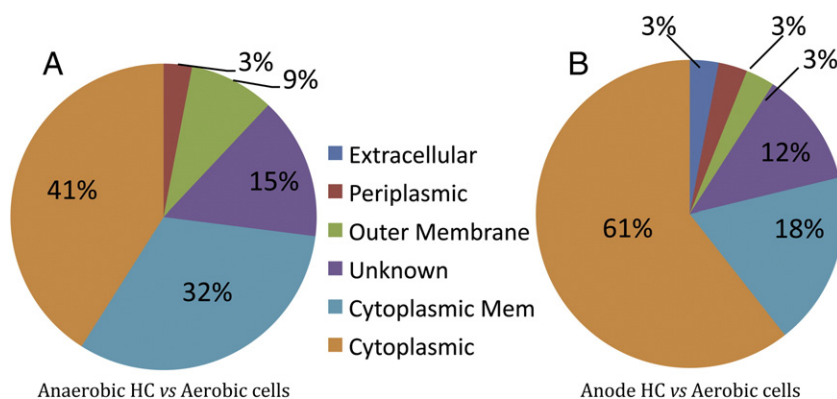 A
3%
9%
15%
32%
41%
Anaerobic HC vs Aerobic cells
Extracellular
Periplasmic
Outer Membrane
Unknown
Cytoplasmic Mem
Cytoplasmic
B
3%
3%
3%
12%
18%
61%
Anode HC vs Aerobic cells